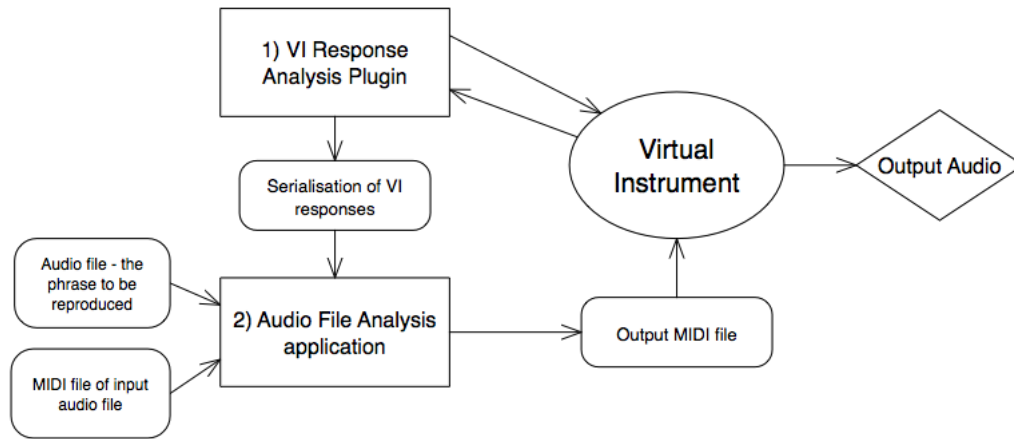 1) VI Response
Analysis Plugin
Virtual
Instrument
Output Audio
Serialisation of VI
responses
Audio file - the
phrase to be
reproduced
2) Audio File Analysis
application
Output MIDI file
MIDI file of input
audio file